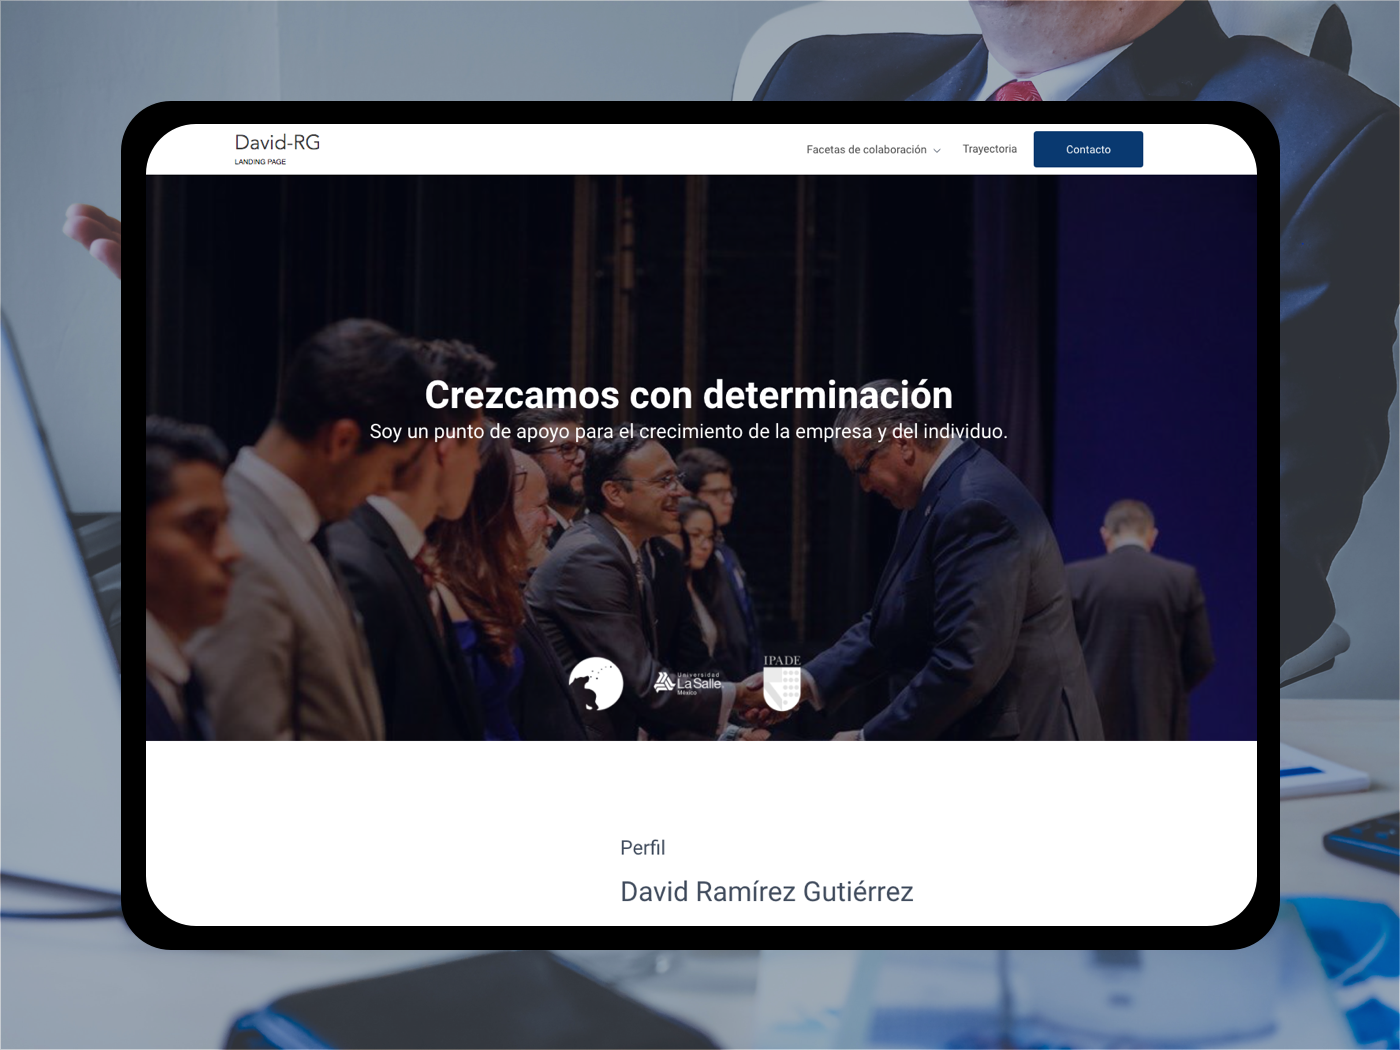 David-RG
LANDING PAGE
Facetas de colaboración
Trayectoria
Contacto
Crezcamos con determinación
Soy un punto de apoyo para el crecimiento de la empresa y del individuo.
Universidad
La Salle
México
IPADE
Perfil
David Ramírez Gutiérrez